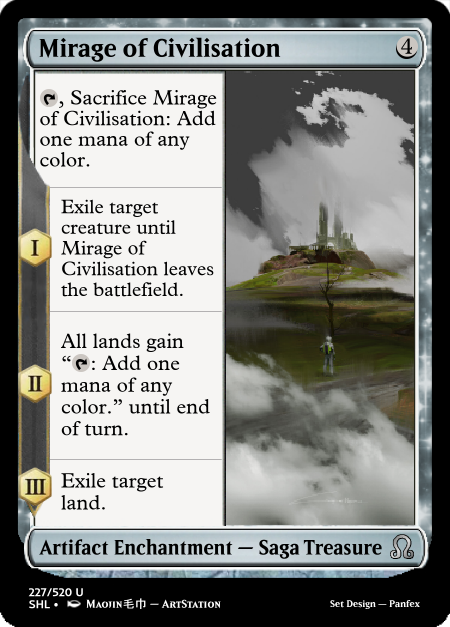 Mirage of Civilisation 4
, Sacrifice Mirage
of Civilisation: Add
one mana of any
color.
I
Exile target
creature until
Mirage of
Civilisation leaves
the battlefield.
II
All lands gain
“: Add one
mana of any
color.” until end
of turn.
III
Exile target
land.
Artifact Enchantment — Saga Treasure
227/520 U
SHL • Maojin毛巾 — ArtStation
Set Design — Panfex